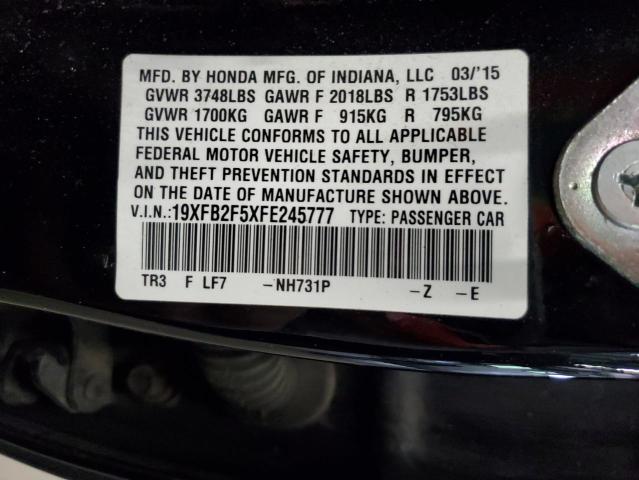 MFD. BY HONDA MFG. OF INDIANA, LLC 03/'15
GVWR 3748LBS GAWR F 2018LBS R 1753LBS
GVWR 1700KG GAWR F 915KG R 795KG
THIS VEHICLE CONFORMS TO ALL APPLICABLE
FEDERAL MOTOR VEHICLE SAFETY, BUMPER,
AND THEFT PREVENTION STANDARDS IN EFFECT
ON THE DATE OF MANUFACTURE SHOWN ABOVE.
V.I.N.:19XFB2F5XFE245777 TYPE: PASSENGER CAR
TR3 F LF7 -NH731P -Z -E